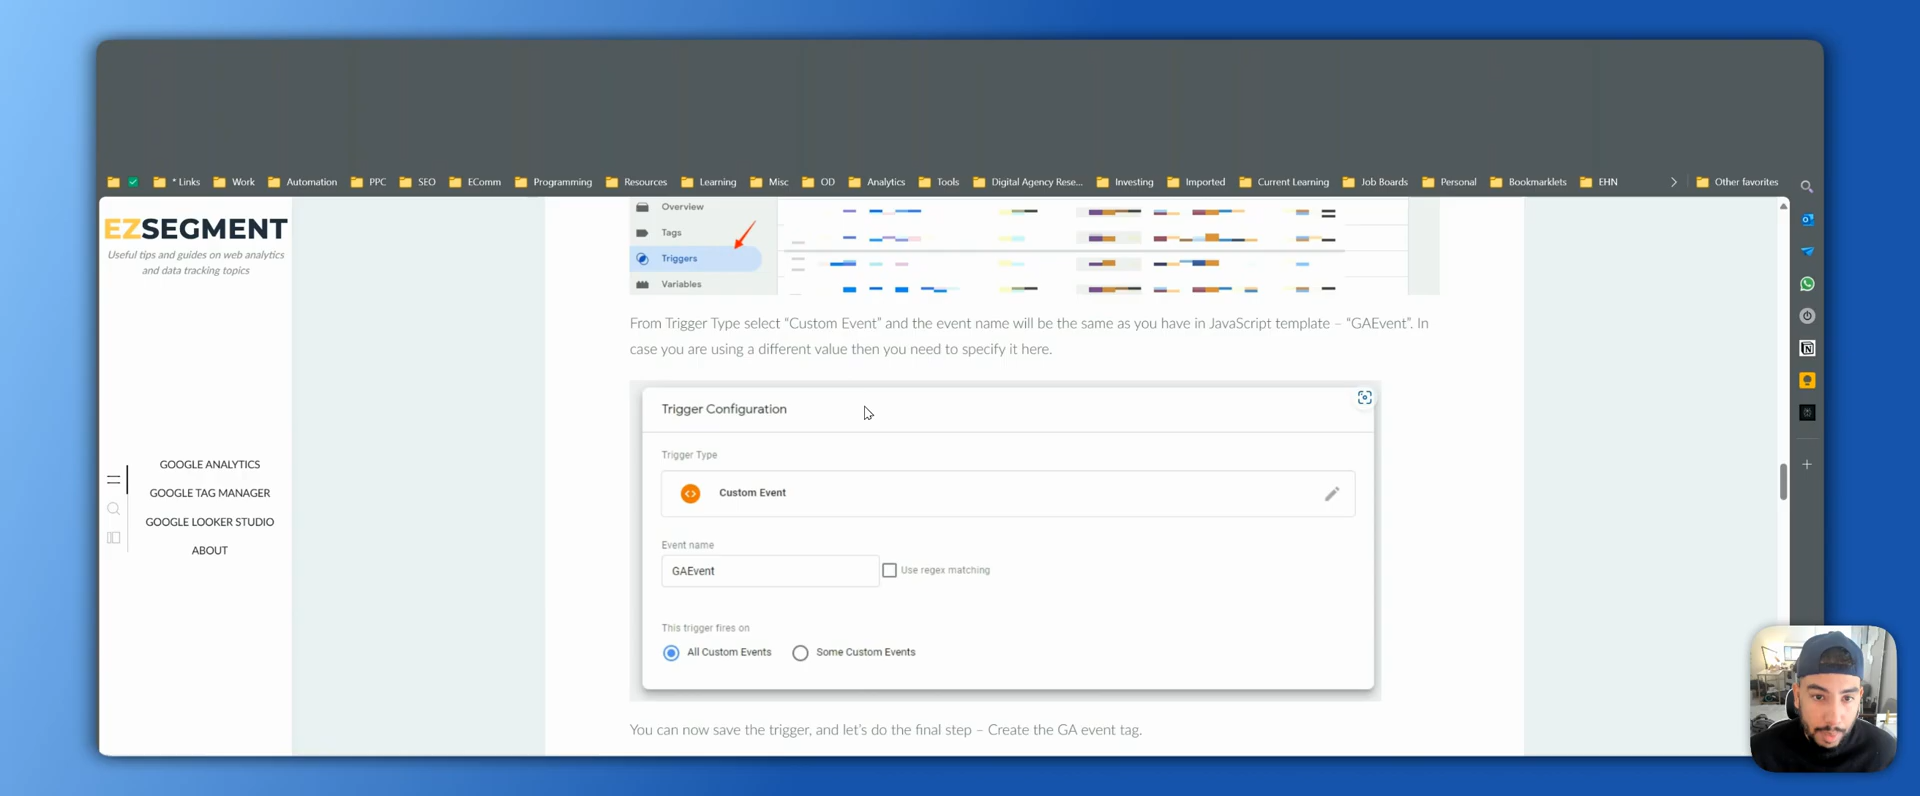 * Links Work Automation PPC SEO EComm Programming Resources Learning Misc OD Analytics Tools Digital Agency Rese... Investing Imported Current Learning Job Boards Personal Bookmarklets EHN Other favorites
EZSEGMENT
Useful tips and guides on web analytics
and data tracking topics
GOOGLE ANALYTICS
GOOGLE TAG MANAGER
GOOGLE LOOKER STUDIO
ABOUT
Overview
Tags
Triggers
Variables
From Trigger Type select “Custom Event” and the event name will be the same as you have in JavaScript template – “GAEvent”. In
case you are using a different value then you need to specify it here.
Trigger Configuration
Trigger Type
Custom Event
Event name
GAEvent
Use regex matching
This trigger fires on
All Custom Events Some Custom Events
You can now save the trigger, and let’s do the final step – Create the GA event tag.